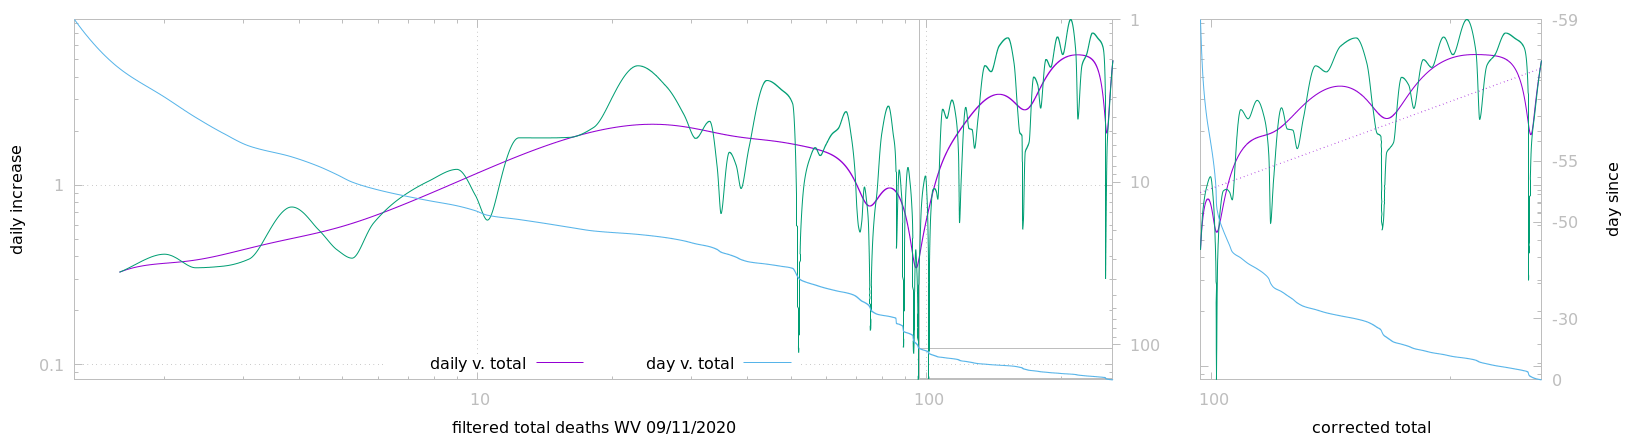 1
-59
daily increase
1
10
-55
-50
day since
0.1
daily v. total
day v. total
100
-30
0
10
100
100
filtered total deaths WV 09/11/2020
corrected total